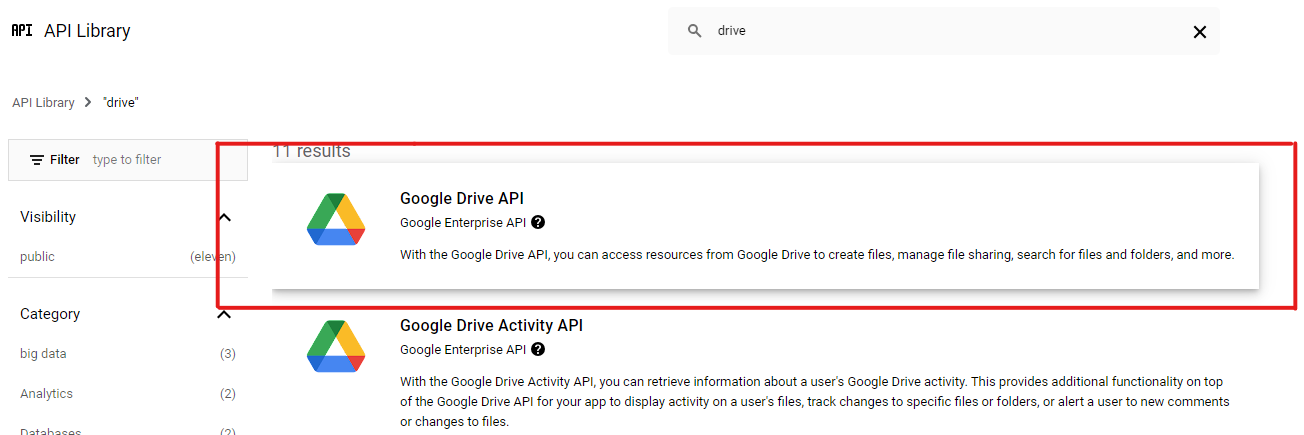 API API Library
drive
API Library > "drive"
Filter type to filter
Visibility
public (eleven)
Category
big data (3)
Analytics (2)
Databases (2)
11 results
Google Drive API
Google Enterprise API
With the Google Drive API, you can access resources from Google Drive to create files, manage file sharing, search for files and folders, and more.
Google Drive Activity API
Google Enterprise API
With the Google Drive Activity API, you can retrieve information about a user's Google Drive activity. This provides additional functionality on top
of the Google Drive API for your app to display activity on a user's files, track changes to specific files or folders, or alert a user to new comments
or changes to files.